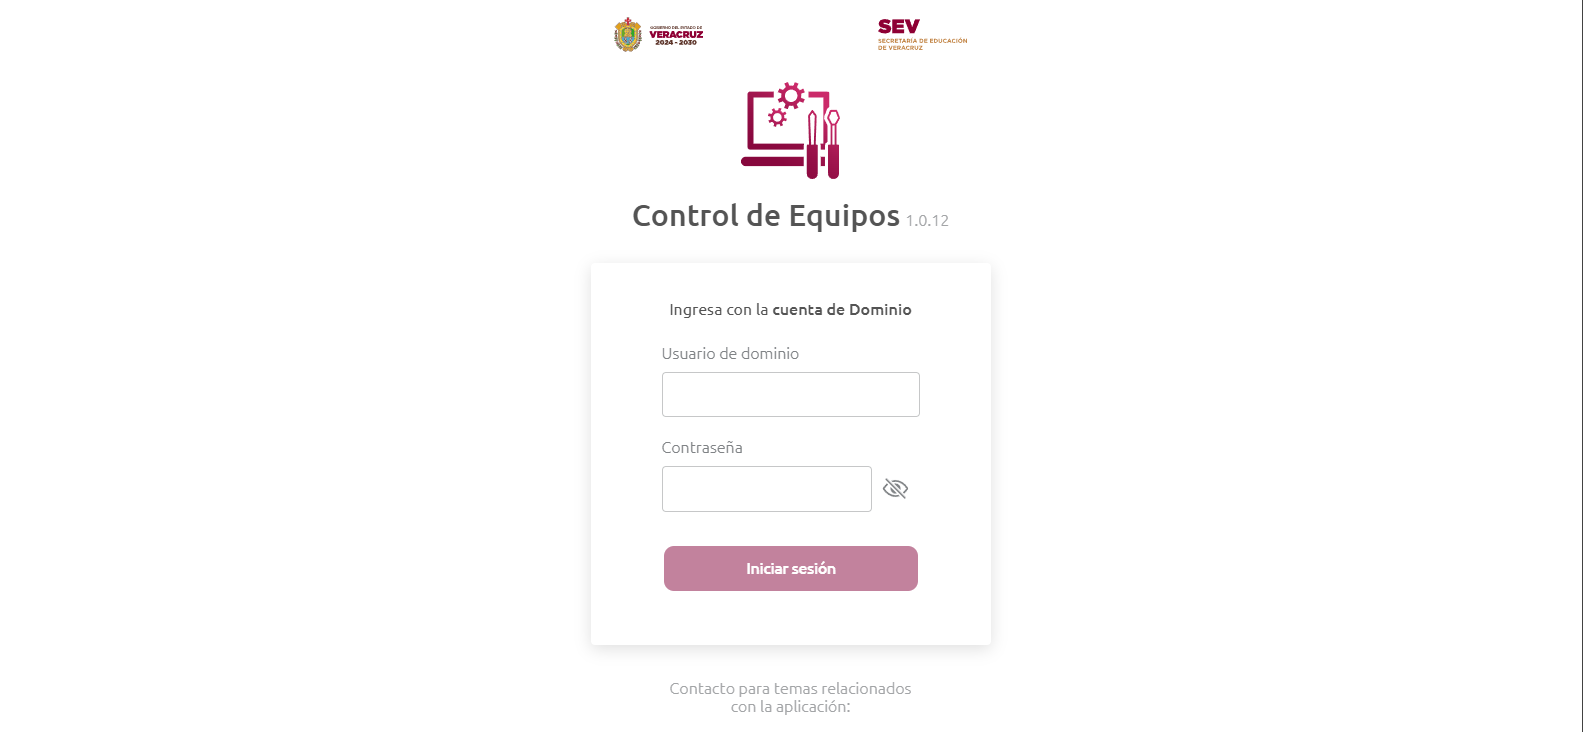 GOBIERNO DEL ESTADO DE
VERACRUZ
2024 - 2030
SEV
SECRETARÍA DE EDUCACIÓN
DE VERACRUZ
Control de Equipos 1.0.12
Ingresa con la cuenta de Dominio
Usuario de dominio
Contraseña
Iniciar sesión
Contacto para temas relacionados
con la aplicación: